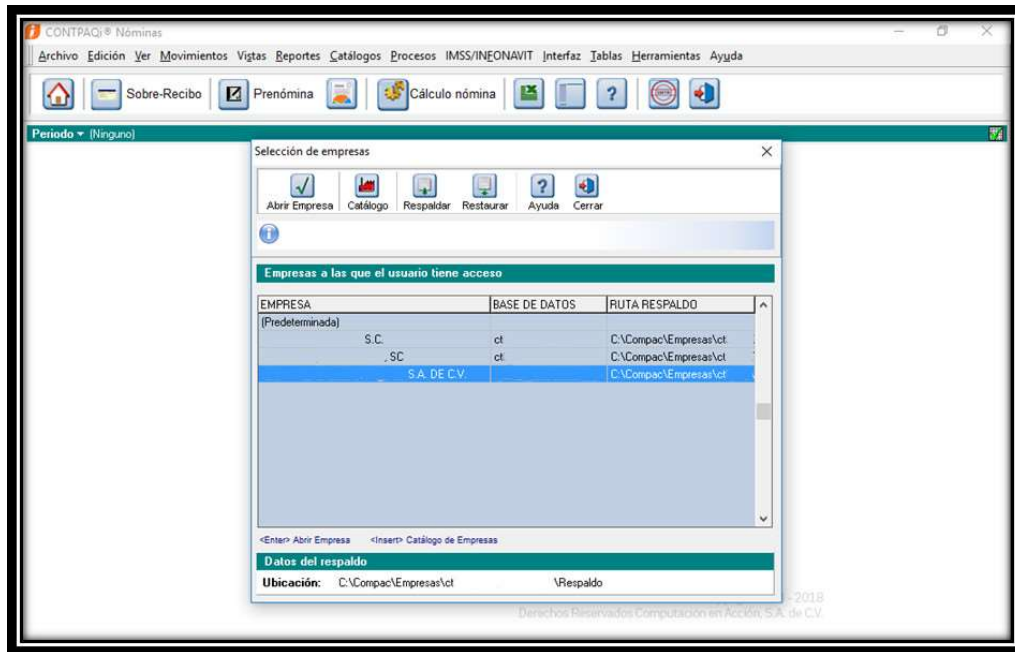 CONTPAQi® Nóminas
Archivo Edición Ver Movimientos Vistas Reportes Catálogos Procesos IMSS/INFONAVIT Interfaz Tablas Herramientas Ayuda
Sobre-Recibo Prenómina Cálculo nómina
Periodo (Ninguno)
Selección de empresas
Abrir Empresa Catálogo Respaldar Restaurar Ayuda Cerrar
Empresas a las que el usuario tiene acceso
EMPRESA BASE DE DATOS RUTA RESPALDO
(Predeterminada)
S.C. ct C:\Compac\Empresas\ct
, SC ct C:\Compac\Empresas\ct
S.A. DE C.V. C:\Compac\Empresas\ct
<Enter> Abrir Empresa <Insert> Catálogo de Empresas
Datos del respaldo
Ubicación: C:\Compac\Empresas\ct \Respaldo
- 2018
Derechos Reservados Computación en Acción, S.A. de C.V.